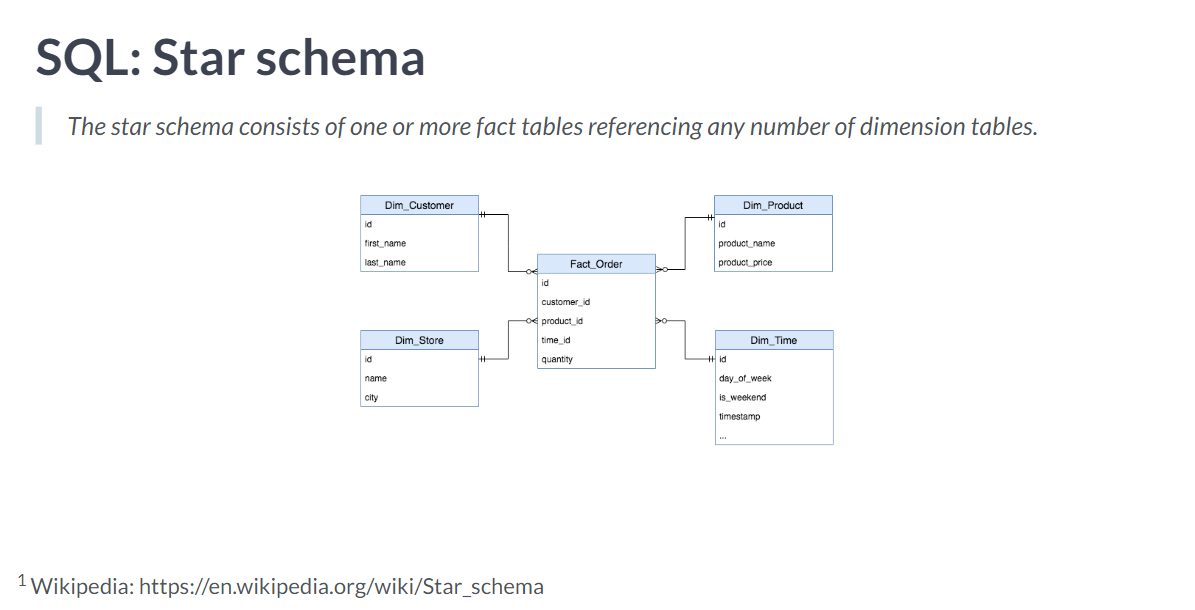 SQL: Star schema
The star schema consists of one or more fact tables referencing any number of dimension tables.
Dim_Customer
id
first_name
last_name
Dim_Product
id
product_name
product_price
Fact_Order
id
customer_id
product_id
time_id
quantity
Dim_Store
id
name
city
Dim_Time
id
day_of_week
is_weekend
timestamp
...
1 Wikipedia: https://en.wikipedia.org/wiki/Star_schema